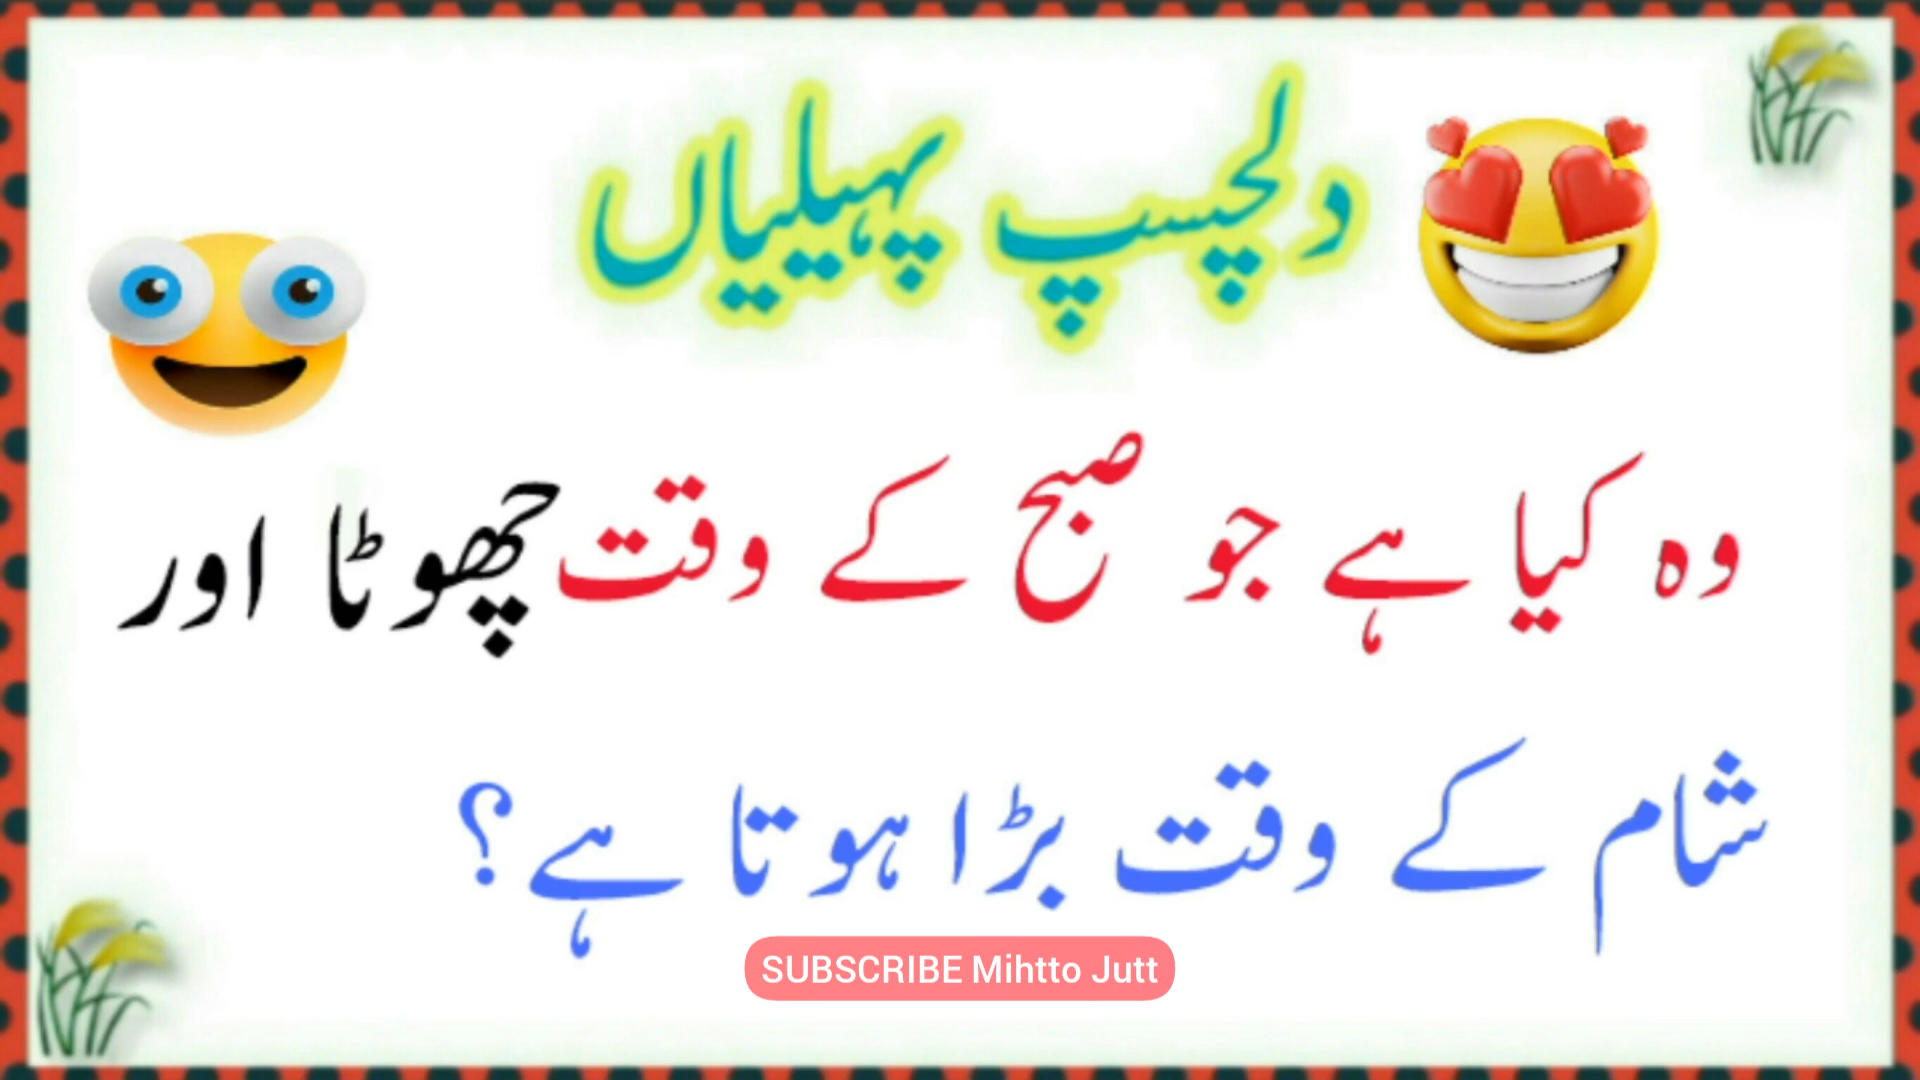 دلچسپ پہیلیاں
وہ کیا ہے جو صبح کے وقت چھوٹا اور
شام کے وقت بڑا ہوتا ہے؟
SUBSCRIBE Mihtto Jutt